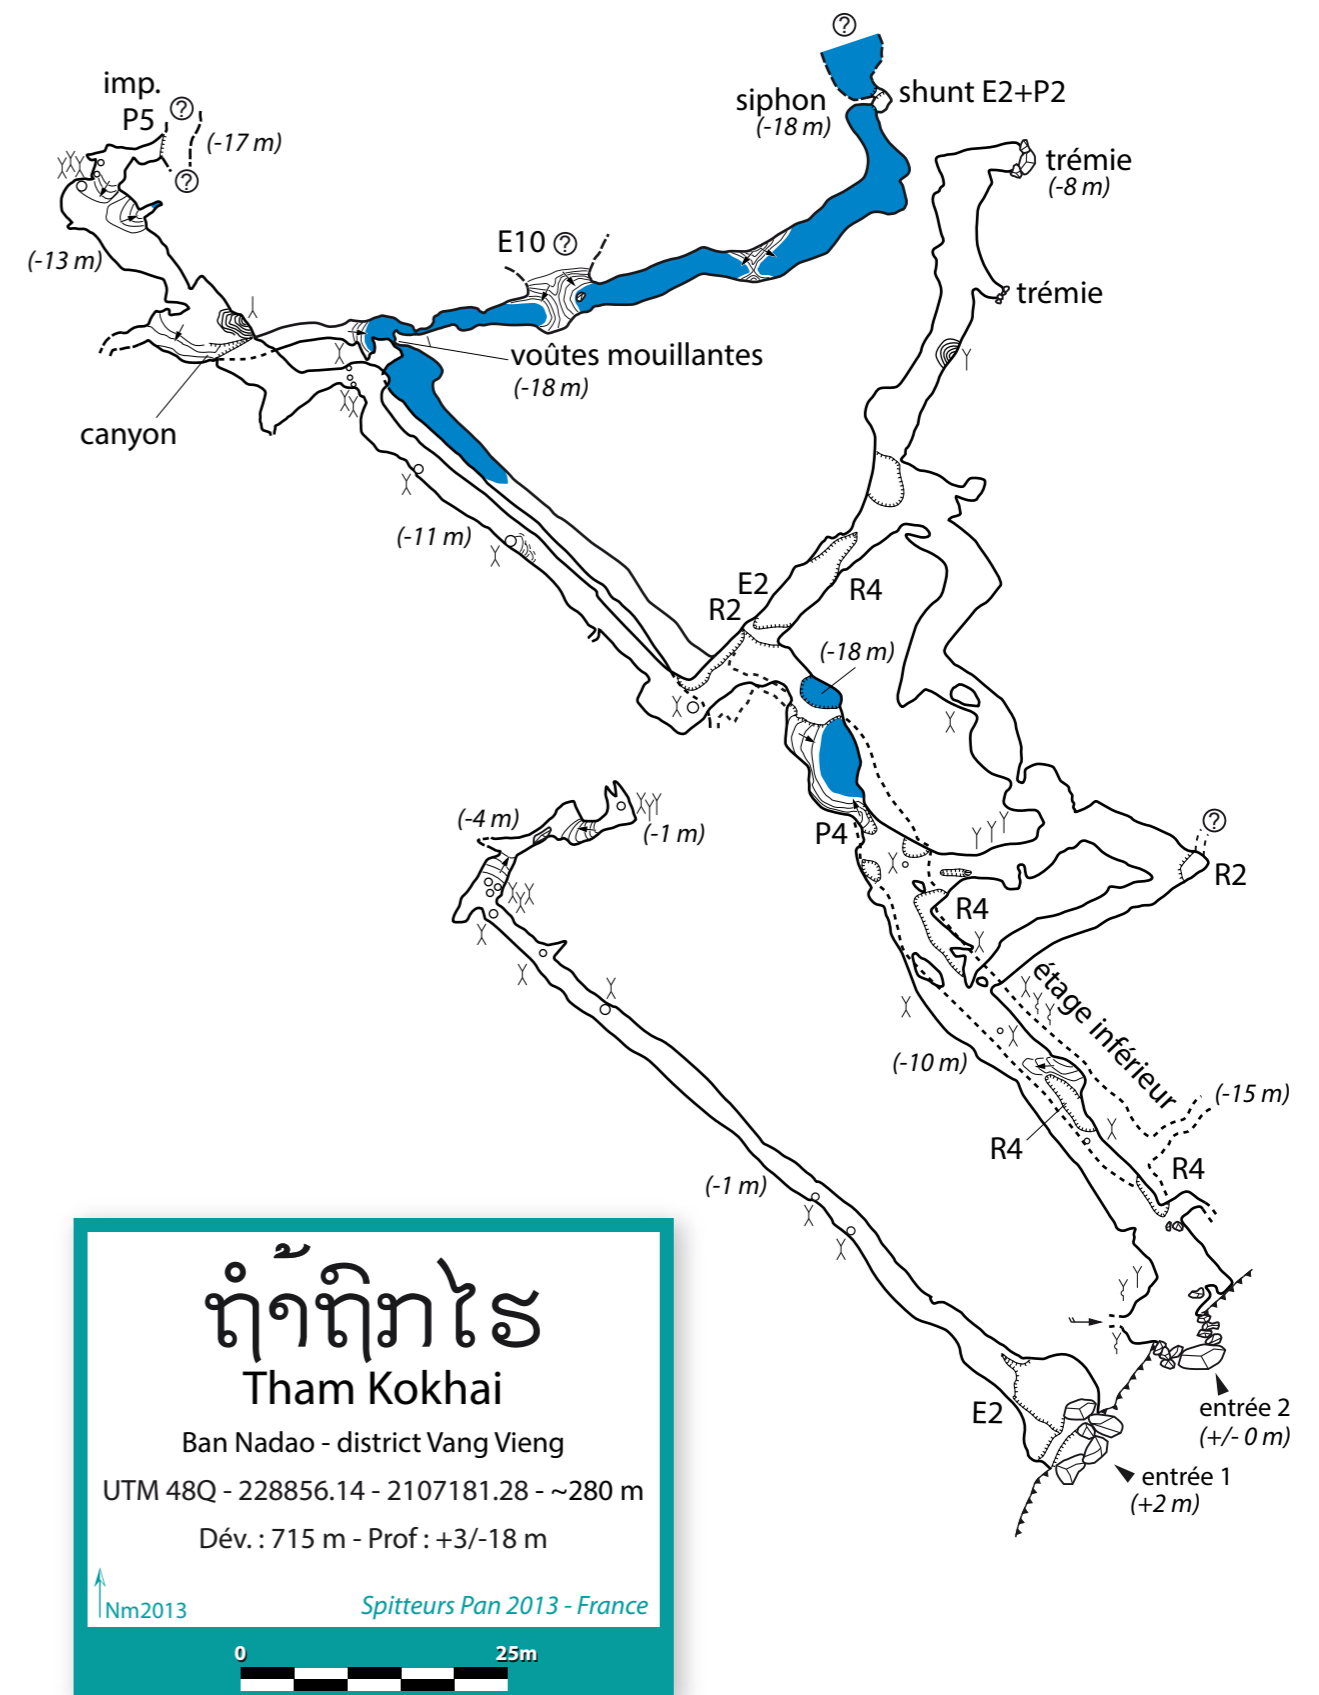 ?
imp.
P5
?
(-17 m)
?
siphon
(-18 m)
shunt E2+P2
trémie
(-8 m)
(-13 m)
E10 ?
trémie
voûtes mouillantes
(-18 m)
canyon
(-11 m)
E2
R2
R4
(-18 m)
(-4 m)
(-1 m)
P4
?
R2
R4
étage inférieur
(-10 m)
(-15 m)
R4
R4
(-1 m)
E2
entrée 2
(+/- 0 m)
entrée 1
(+2 m)
ຖ້ຳຖິກໄຮ
Tham Kokhai
Ban Nadao - district Vang Vieng
UTM 48Q - 228856.14 - 2107181.28 - ~280 m
Dév. : 715 m - Prof : +3/-18 m
Nm2013
Spitteurs Pan 2013 - France
0 25m